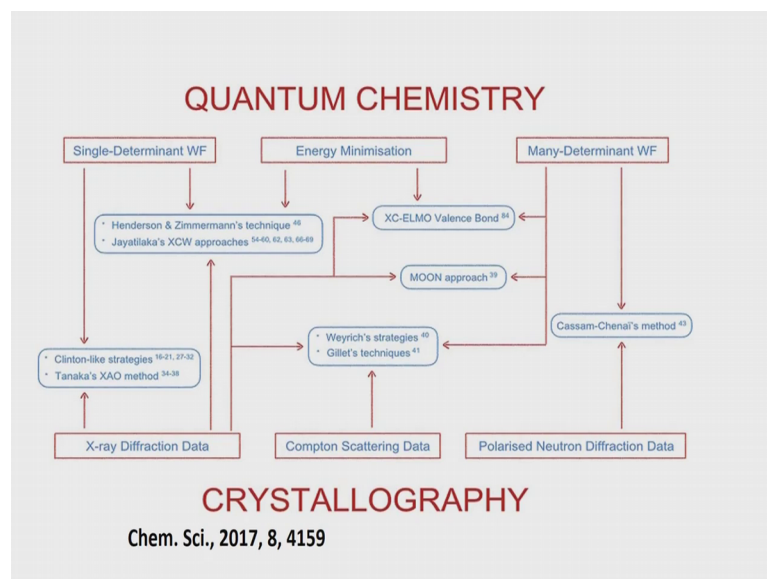 QUANTUM CHEMISTRY
Single-Determinant WF
Energy Minimisation
Many-Determinant WF
· Henderson & Zimmermann's technique 46
· Jayatilaka's XCW approaches 54-60, 62, 63, 66-69
XC-ELMO Valence Bond 84
MOON approach 39
· Weyrich's strategies 40
· Gillet's techniques 41
Cassam-Chenaï's method 43
· Clinton-like strategies 16-21, 27-32
· Tanaka's XAO method 34-38
X-ray Diffraction Data
Compton Scattering Data
Polarised Neutron Diffraction Data
CRYSTALLOGRAPHY
Chem. Sci., 2017, 8, 4159